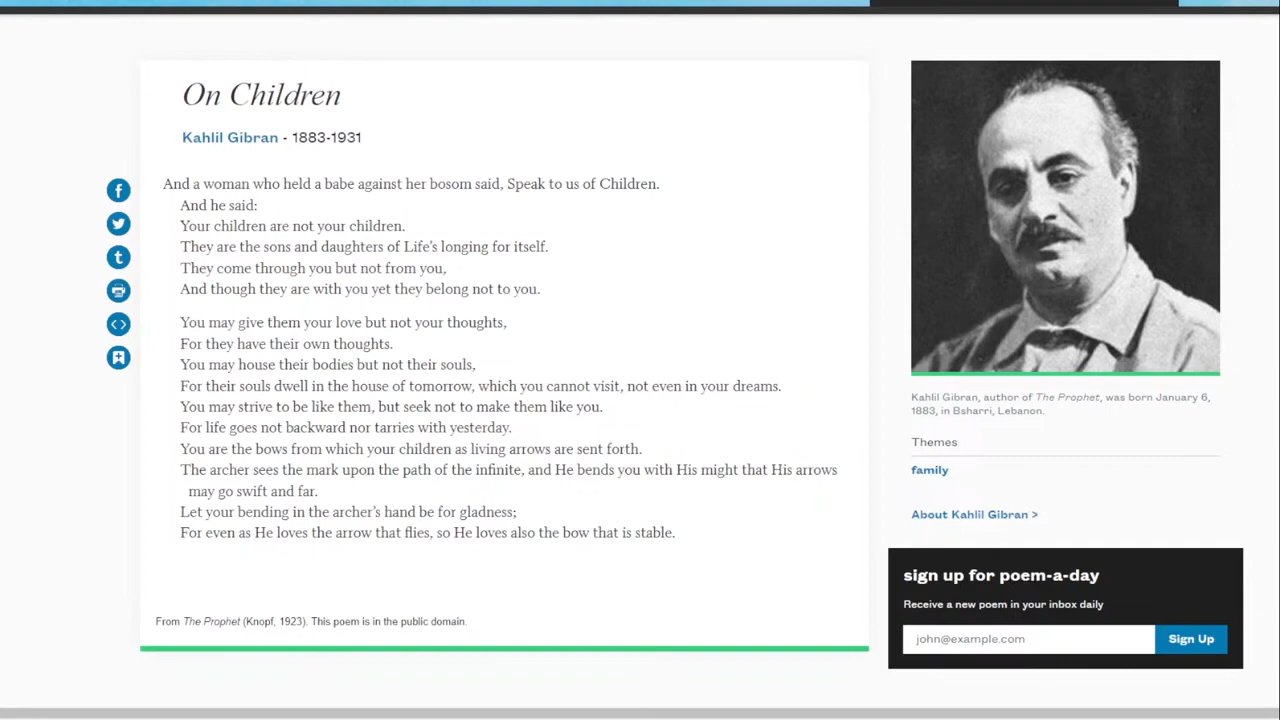 On Children
Kahlil Gibran - 1883-1931
And a woman who held a babe against her bosom said, Speak to us of Children.
And he said:
Your children are not your children.
They are the sons and daughters of Life's longing for itself.
They come through you but not from you,
And though they are with you yet they belong not to you.
You may give them your love but not your thoughts,
For they have their own thoughts.
You may house their bodies but not their souls,
For their souls dwell in the house of tomorrow, which you cannot visit, not even in your dreams.
You may strive to be like them, but seek not to make them like you.
For life goes not backward nor tarries with yesterday.
You are the bows from which your children as living arrows are sent forth.
The archer sees the mark upon the path of the infinite, and He bends you with His might that His arrows
may go swift and far.
Let your bending in the archer's hand be for gladness;
For even as He loves the arrow that flies, so He loves also the bow that is stable.
From The Prophet (Knopf, 1923). This poem is in the public domain.
Kahlil Gibran, author of The Prophet, was born January 6,
1883, in Bsharri, Lebanon.
Themes
family
About Kahlil Gibran >
sign up for poem-a-day
Receive a new poem in your inbox daily
john@example.com
Sign Up